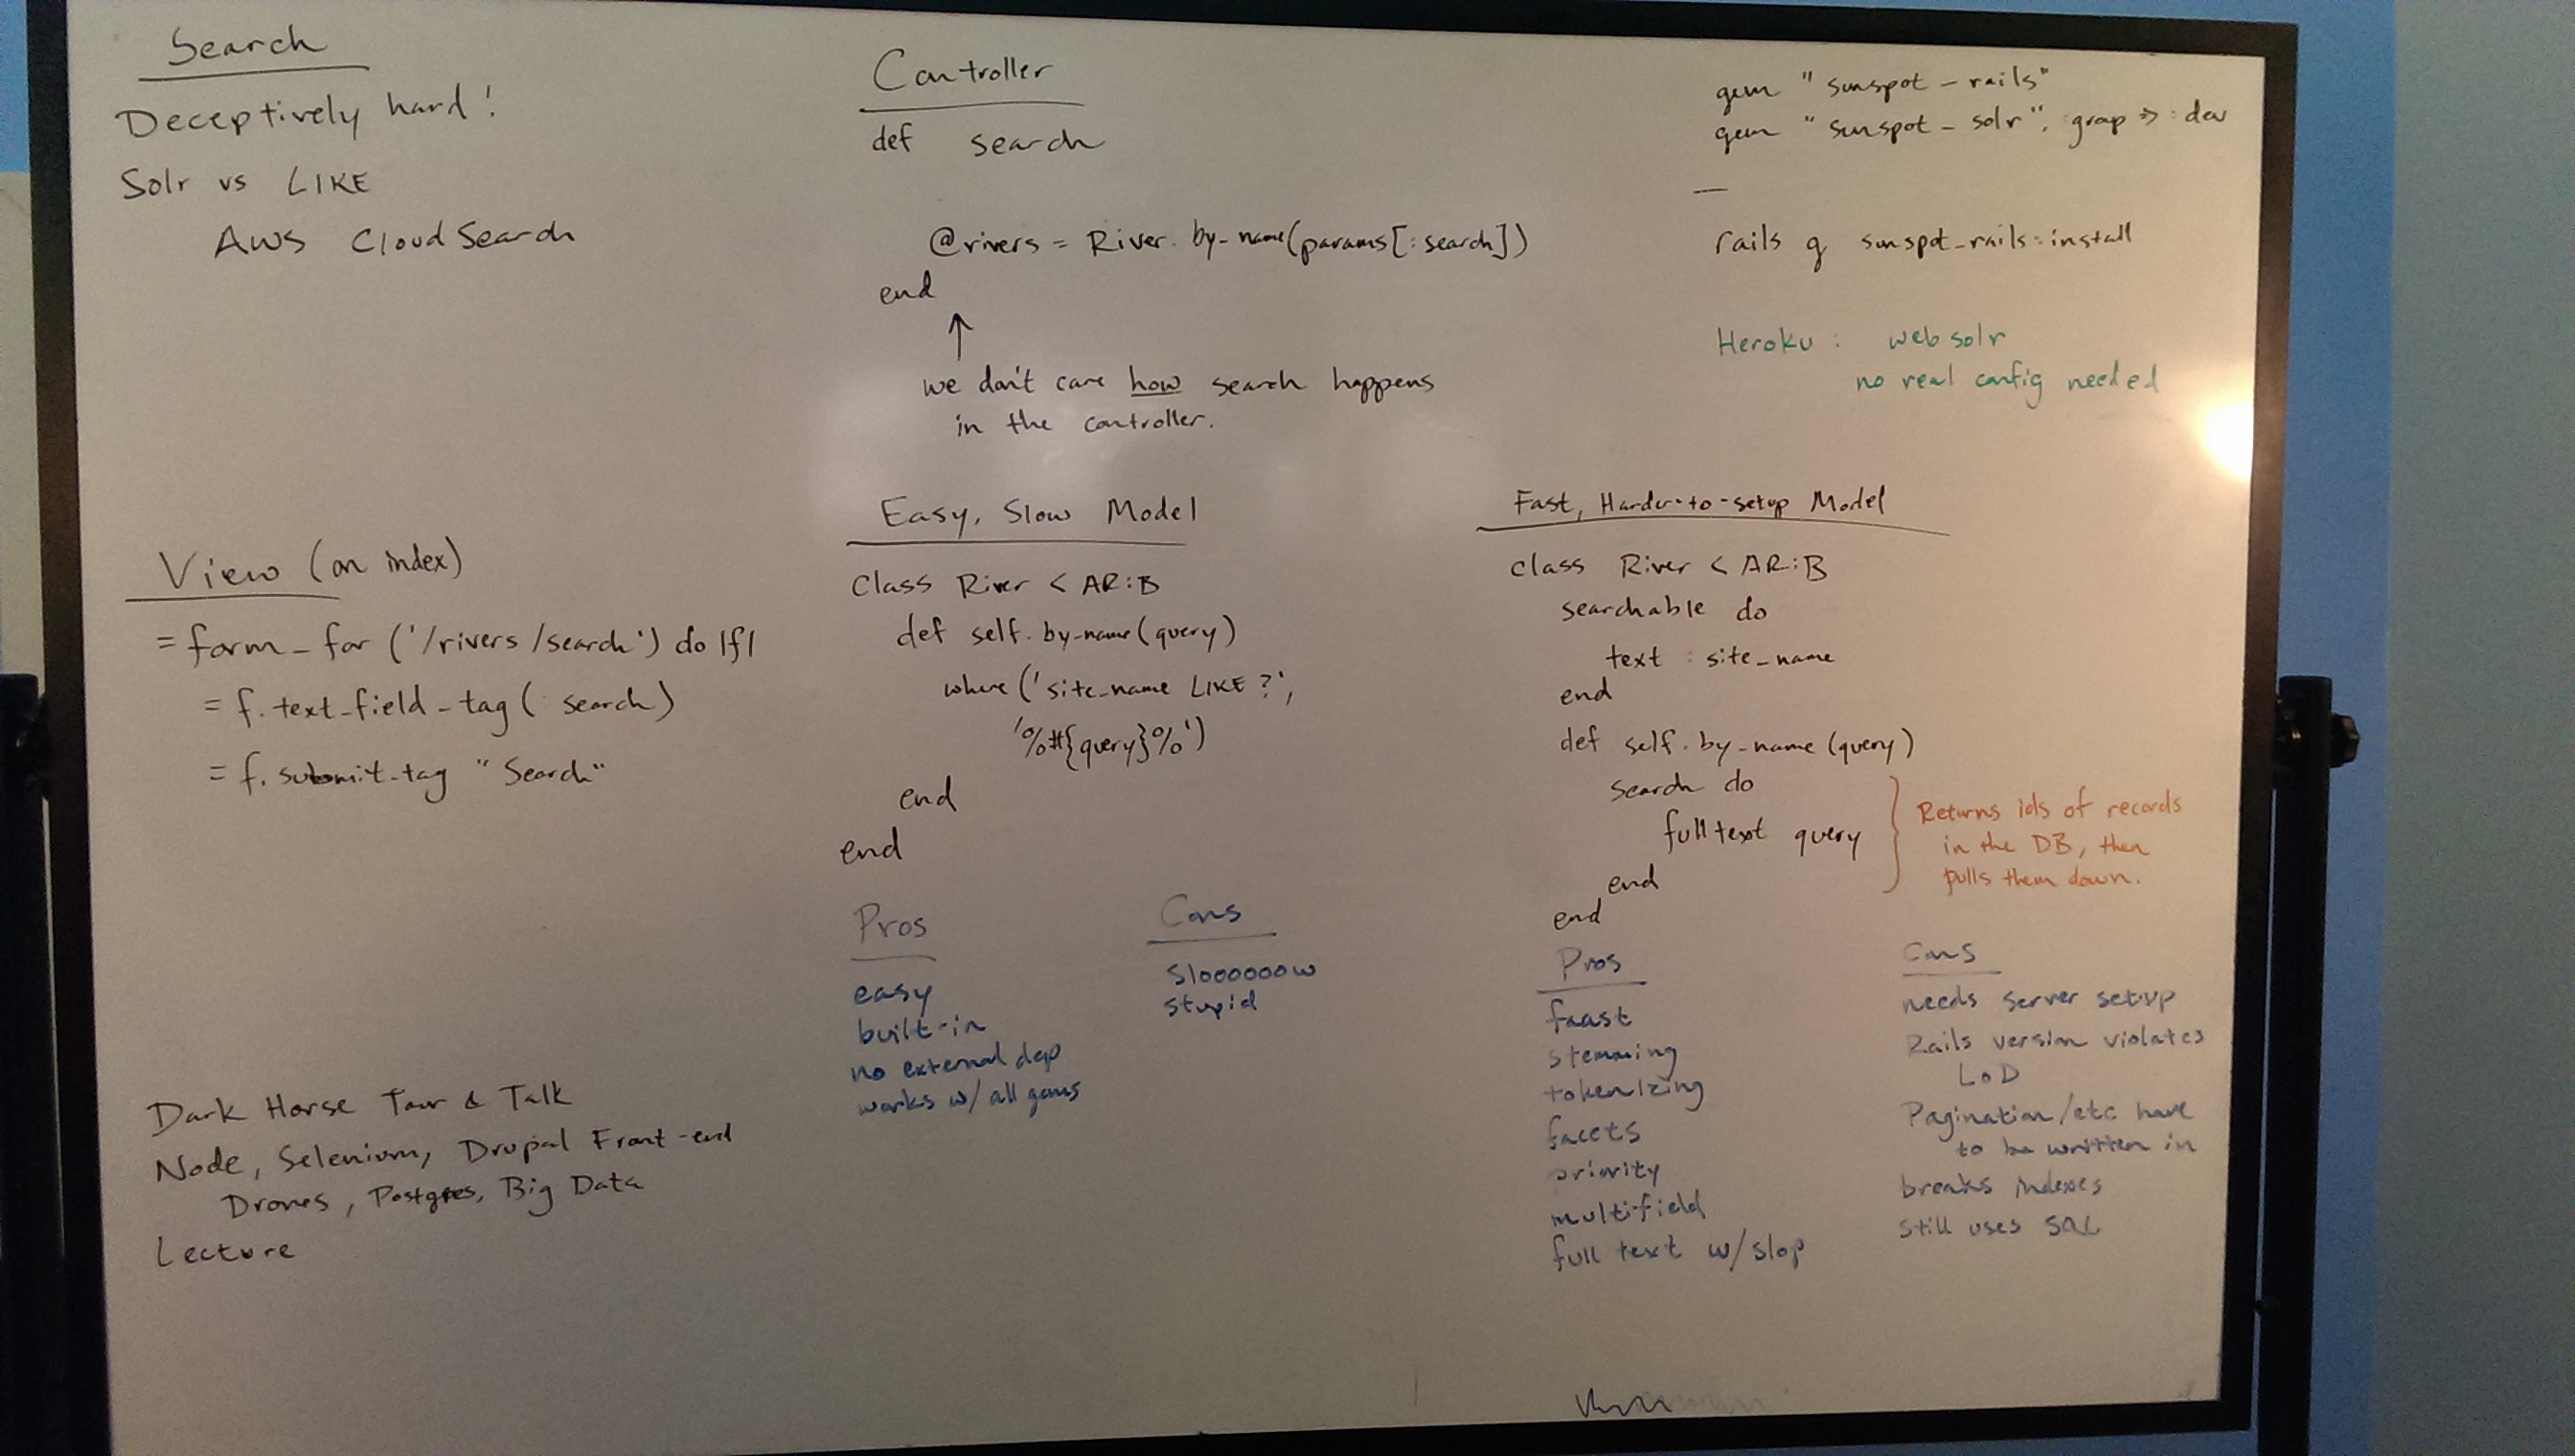 Search
Deceptively hard!
Solr vs LIKE
AWS CloudSearch
View (on index)
= form_for ('/rivers/search') do |f|
= f.text_field_tag(:search)
= f.submit_tag "Search"
Dark Horse Tour & Talk
Node, Selenium, Drupal Front-end
Drones, Postgres, Big Data
Lecture
Controller
def search
@rivers = River.by_name(params[:search])
end
↑
we don't care how search happens
in the controller.
Easy, Slow Model
Class River < AR:B
def self.by_name(query)
where('site_name LIKE ?',
'%#{query}%')
end
end
Pros
easy
built-in
no external dep
works w/ all gems
Cons
Slooooooow
stupid
gem "sunspot_rails"
gem "sunspot_solr", :group => :dev
—
rails g sunspot_rails:install
Heroku: websolr
no real config needed
Fast, Harder-to-setup Model
class River < AR:B
searchable do
text :site_name
end
def self.by_name(query)
search do
fulltext query
end
end
Returns ids of records
in the DB, then
pulls them down.
Pros
faast
stemming
tokenizing
facets
priority
multifield
full text w/ slop
Cons
needs server setup
Rails version violates
LoD
Pagination/etc have
to be written in
breaks indexes
still uses SQL